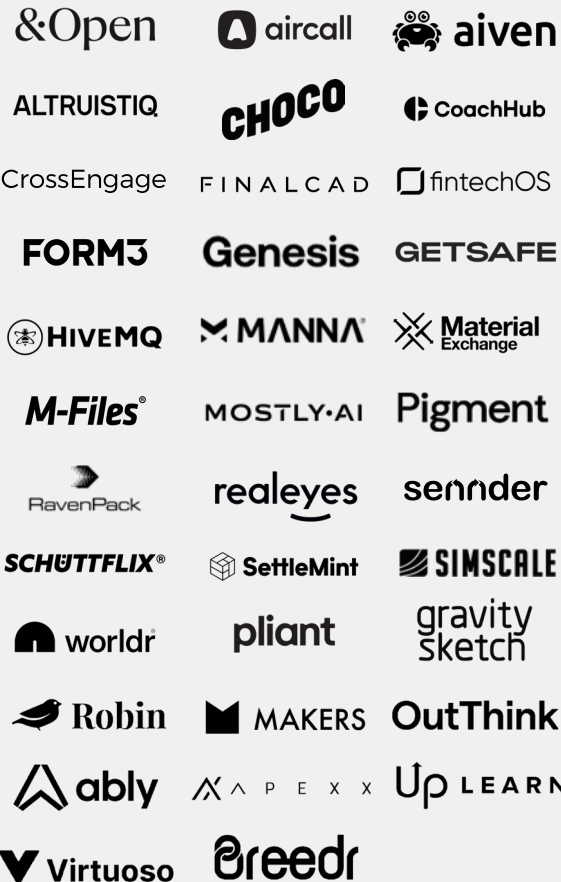 &Open
aircall
aiven
ALTRUISTIQ
CHOCO
CoachHub
CrossEngage
FINALCAD
fintechOS
FORM3
Genesis
GETSAFE
HIVEMQ
MANNA®
Material
Exchange
M-Files®
MOSTLY•AI
Pigment
RavenPack
realeyes
sennder
SCHÜTTFLIX®
SettleMint
SIMSCALE
worldr
pliant
gravity
sketch
Robin
MAKERS
OutThink
ably
APEXX
Up LEARN
Virtuoso
Breedr